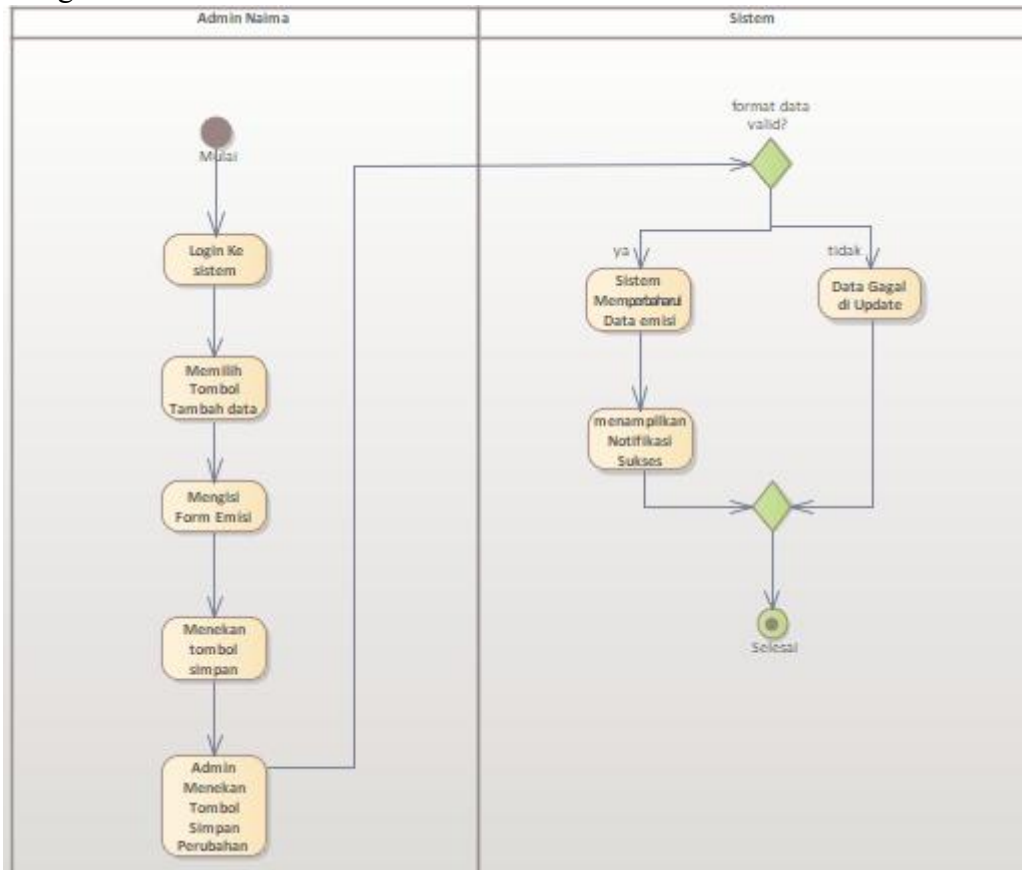 Admin Naima
Sistem
Mulai
Login Ke
sistem
Memilih
Tombol
Tambah data
Mengisi
Form Emisi
Menekan
tombol
simpan
Admin
Menekan
Tombol
Simpan
Perubahan
format data
valid?
ya
tidak
Sistem
Memperbaharui
Data emisi
Data Gagal
di Update
menampilkan
Notifikasi
Sukses
Selesai